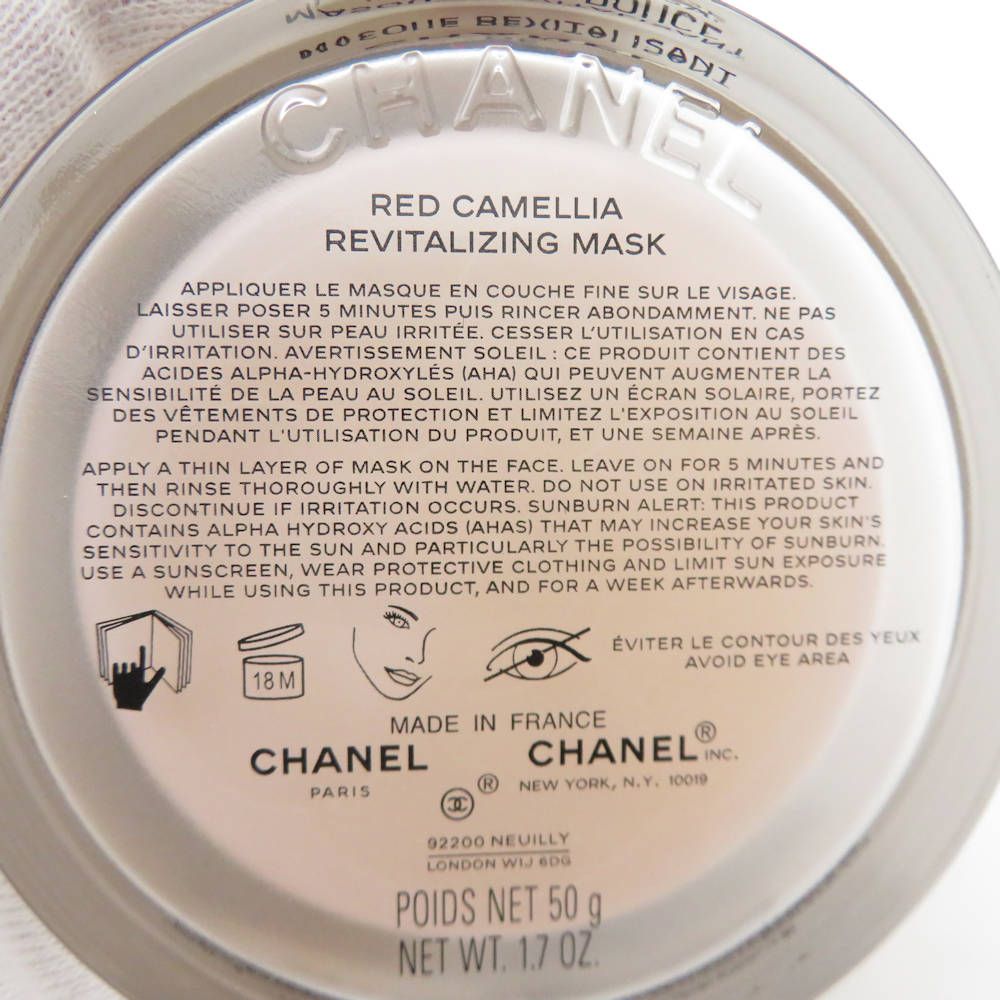 CHANEL
RED CAMELLIA
REVITALIZING MASK
APPLIQUER LE MASQUE EN COUCHE FINE SUR LE VISAGE.
LAISSER POSER 5 MINUTES PUIS RINCER ABONDAMMENT. NE PAS
UTILISER SUR PEAU IRRITÉE. CESSER L'UTILISATION EN CAS
D'IRRITATION. AVERTISSEMENT SOLEIL : CE PRODUIT CONTIENT DES
ACIDES ALPHA-HYDROXYLÉS (AHA) QUI PEUVENT AUGMENTER LA
SENSIBILITÉ DE LA PEAU AU SOLEIL. UTILISEZ UN ÉCRAN SOLAIRE, PORTEZ
DES VÊTEMENTS DE PROTECTION ET LIMITEZ L'EXPOSITION AU SOLEIL
PENDANT L'UTILISATION DU PRODUIT, ET UNE SEMAINE APRÈS.
APPLY A THIN LAYER OF MASK ON THE FACE. LEAVE ON FOR 5 MINUTES AND
THEN RINSE THOROUGHLY WITH WATER. DO NOT USE ON IRRITATED SKIN.
DISCONTINUE IF IRRITATION OCCURS. SUNBURN ALERT: THIS PRODUCT
CONTAINS ALPHA HYDROXY ACIDS (AHAS) THAT MAY INCREASE YOUR SKIN'S
SENSITIVITY TO THE SUN AND PARTICULARLY THE POSSIBILITY OF SUNBURN.
USE A SUNSCREEN, WEAR PROTECTIVE CLOTHING AND LIMIT SUN EXPOSURE
WHILE USING THIS PRODUCT, AND FOR A WEEK AFTERWARDS.
18 M
ÉVITER LE CONTOUR DES YEUX
AVOID EYE AREA
MADE IN FRANCE
CHANEL CHANEL® INC.
PARIS ® NEW YORK, N.Y. 10019
92200 NEUILLY
LONDON W1J 6DG
POIDS NET 50 g
NET WT. 1.7 OZ.